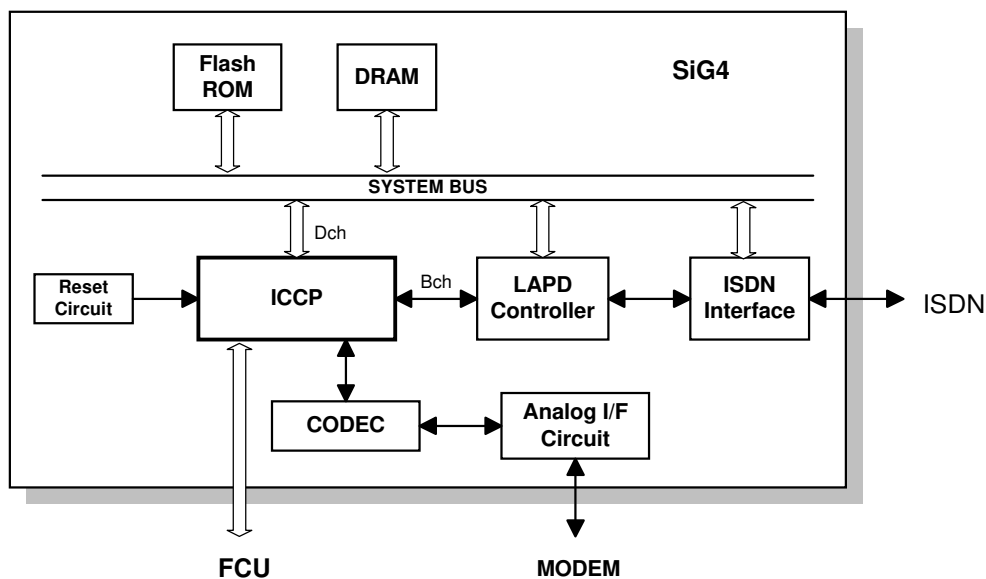 Flash
ROM
DRAM
SiG4
SYSTEM BUS
Dch
Reset
Circuit
ICCP
Bch
LAPD
Controller
ISDN
Interface
ISDN
CODEC
Analog I/F
Circuit
FCU
MODEM